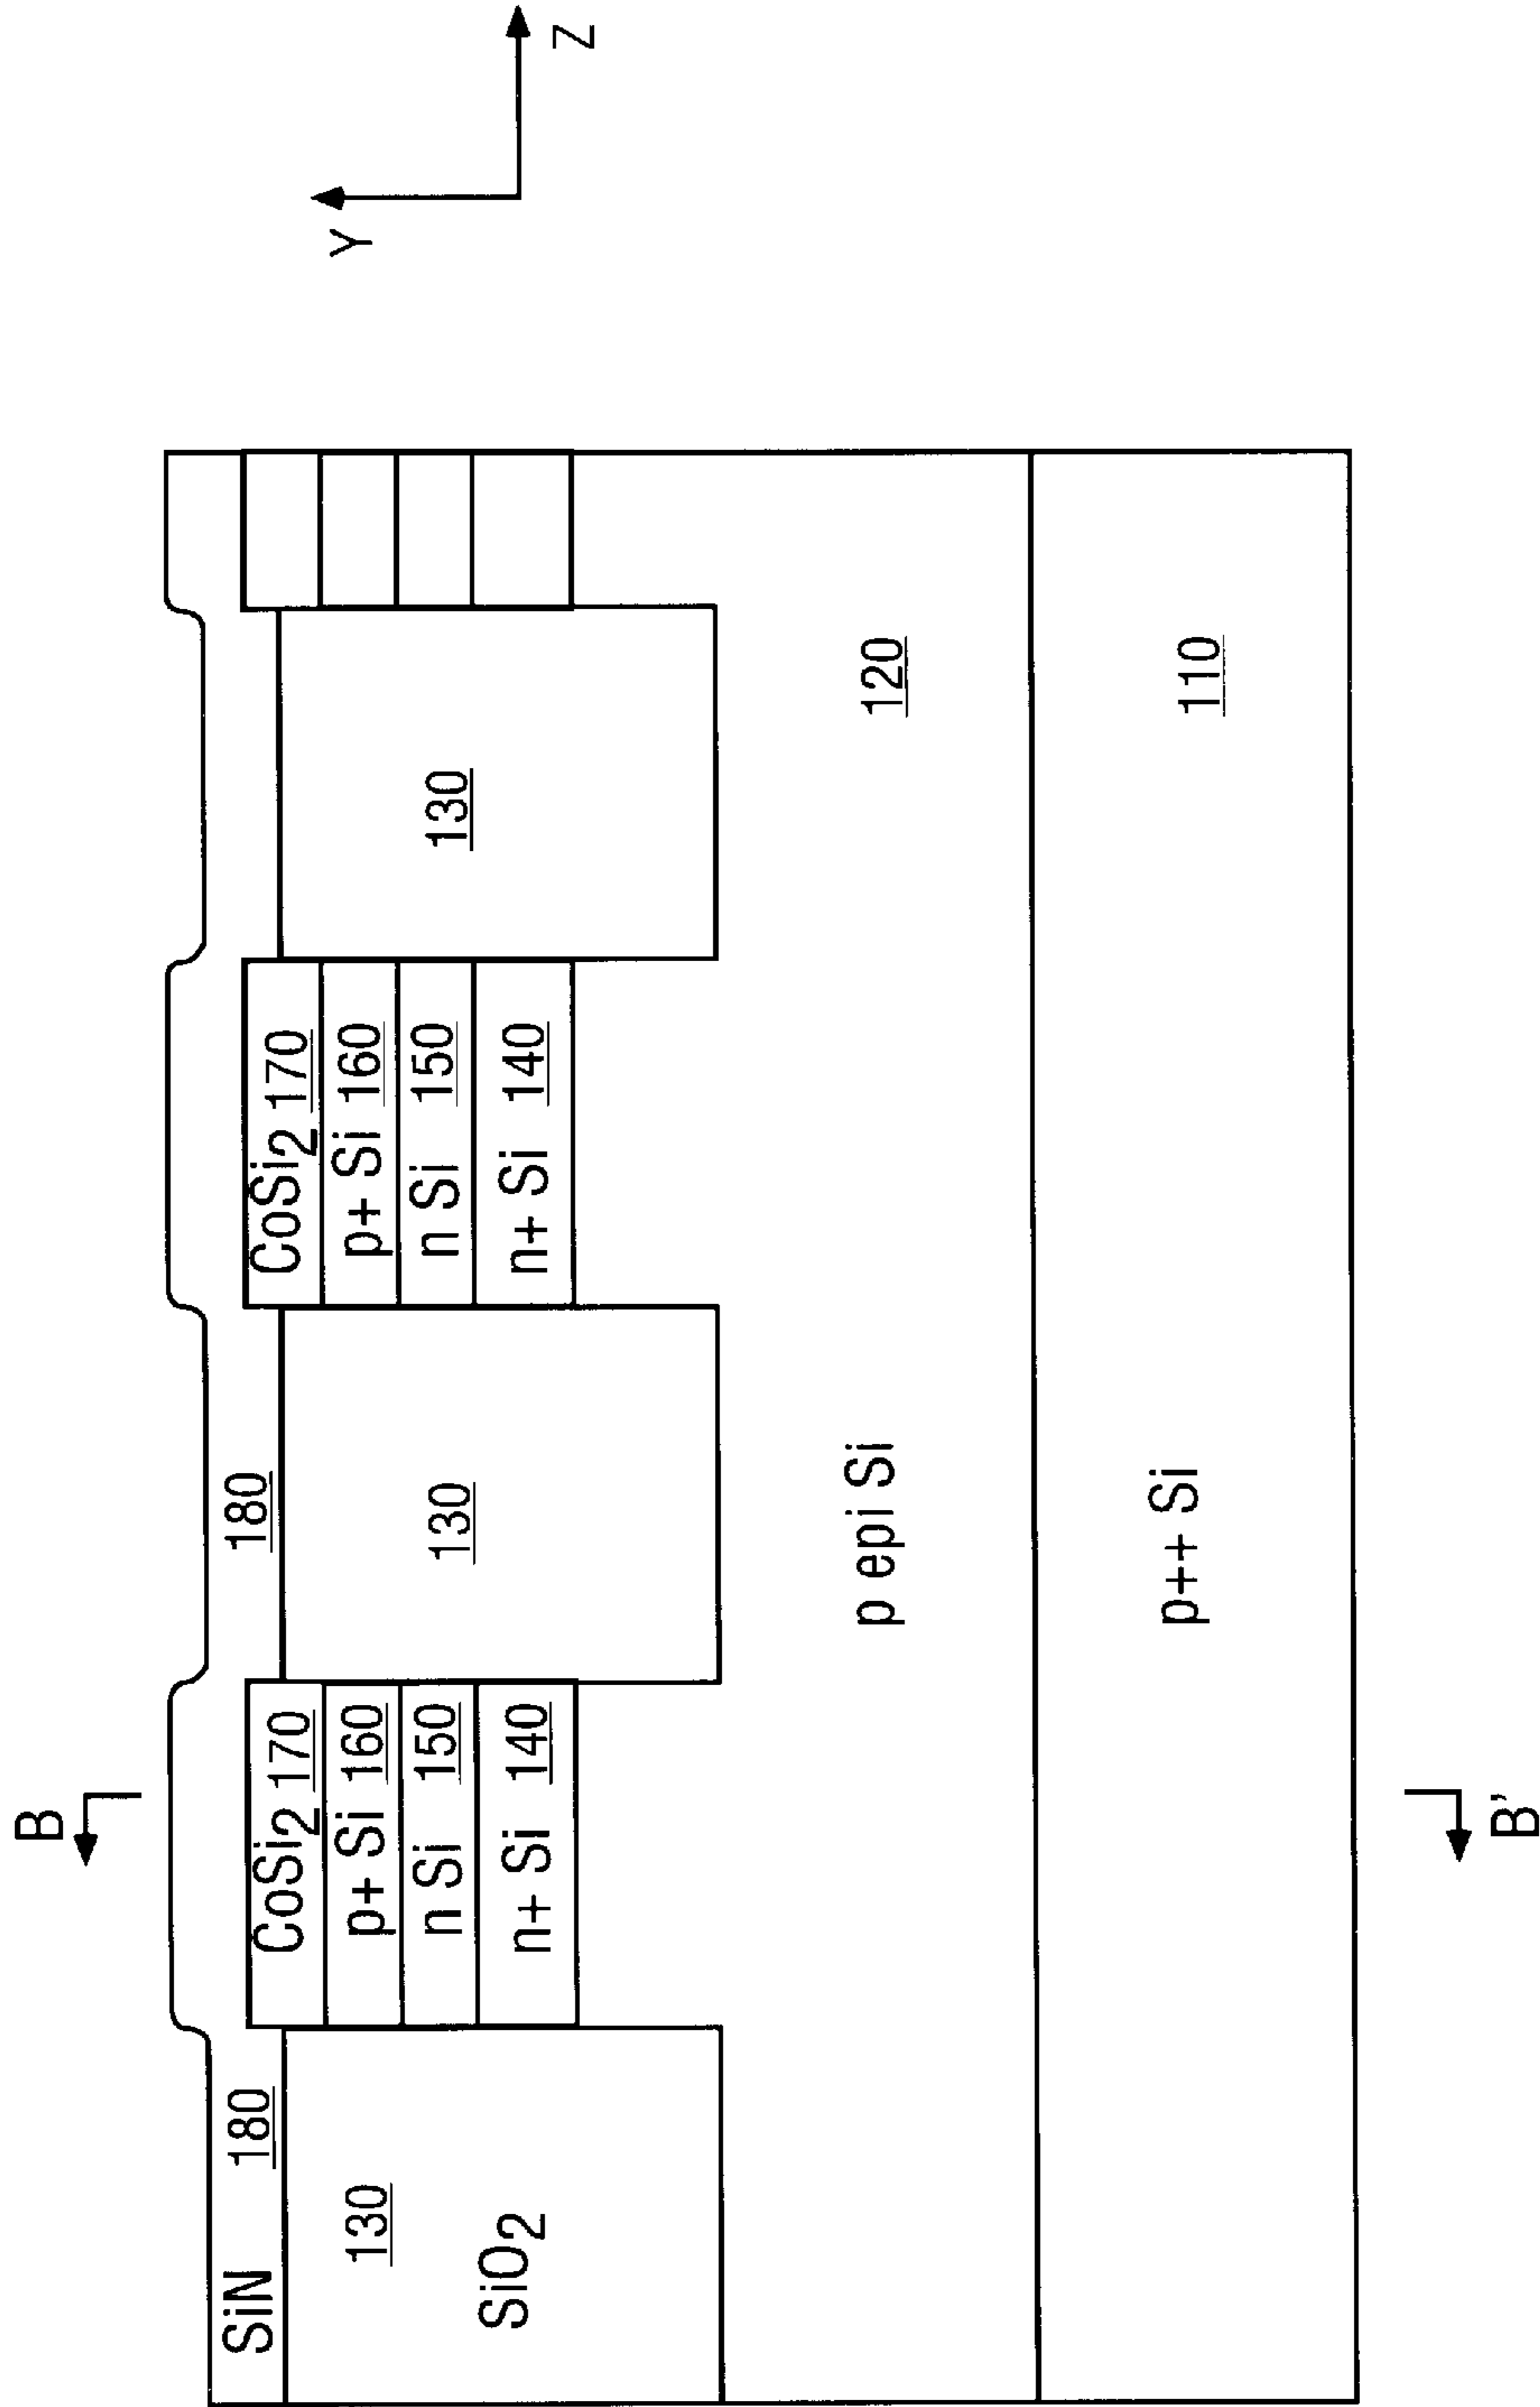 B
SiN 180
180
CoSi₂ 170
CoSi₂ 170
Y
130
p+ Si 160
p+ Si 160
n Si 150
130
n Si 150
130
SiO₂
n+ Si 140
n+ Si 140
Z
p epi Si
120
p++ Si
110
B'